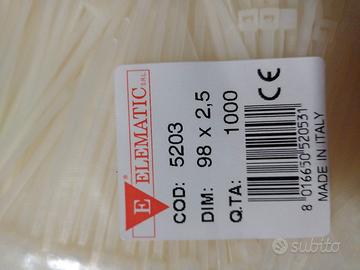 E ELEMATIC S.R.L.
COD: 5203
DIM: 98 x 2,5
Q.TA: 1000
CE
8 016650 520531
MADE IN ITALY
subito